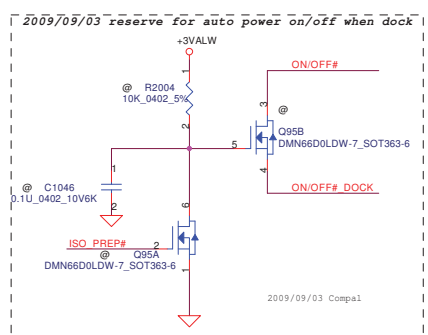 2009/09/03 reserve for auto power on/off when dock
+3VALW
ON/OFF#
1
@ R2004
10K_0402_5%
2
3
@
Q95B
DMN66D0LDW-7_SOT363-6
5
4
1
@ C1046
0.1U_0402_10V6K
2
ON/OFF#_DOCK
6
ISO_PREP# 2
@ Q95A
DMN66D0LDW-7_SOT363-6
1
2009/09/03 Compal